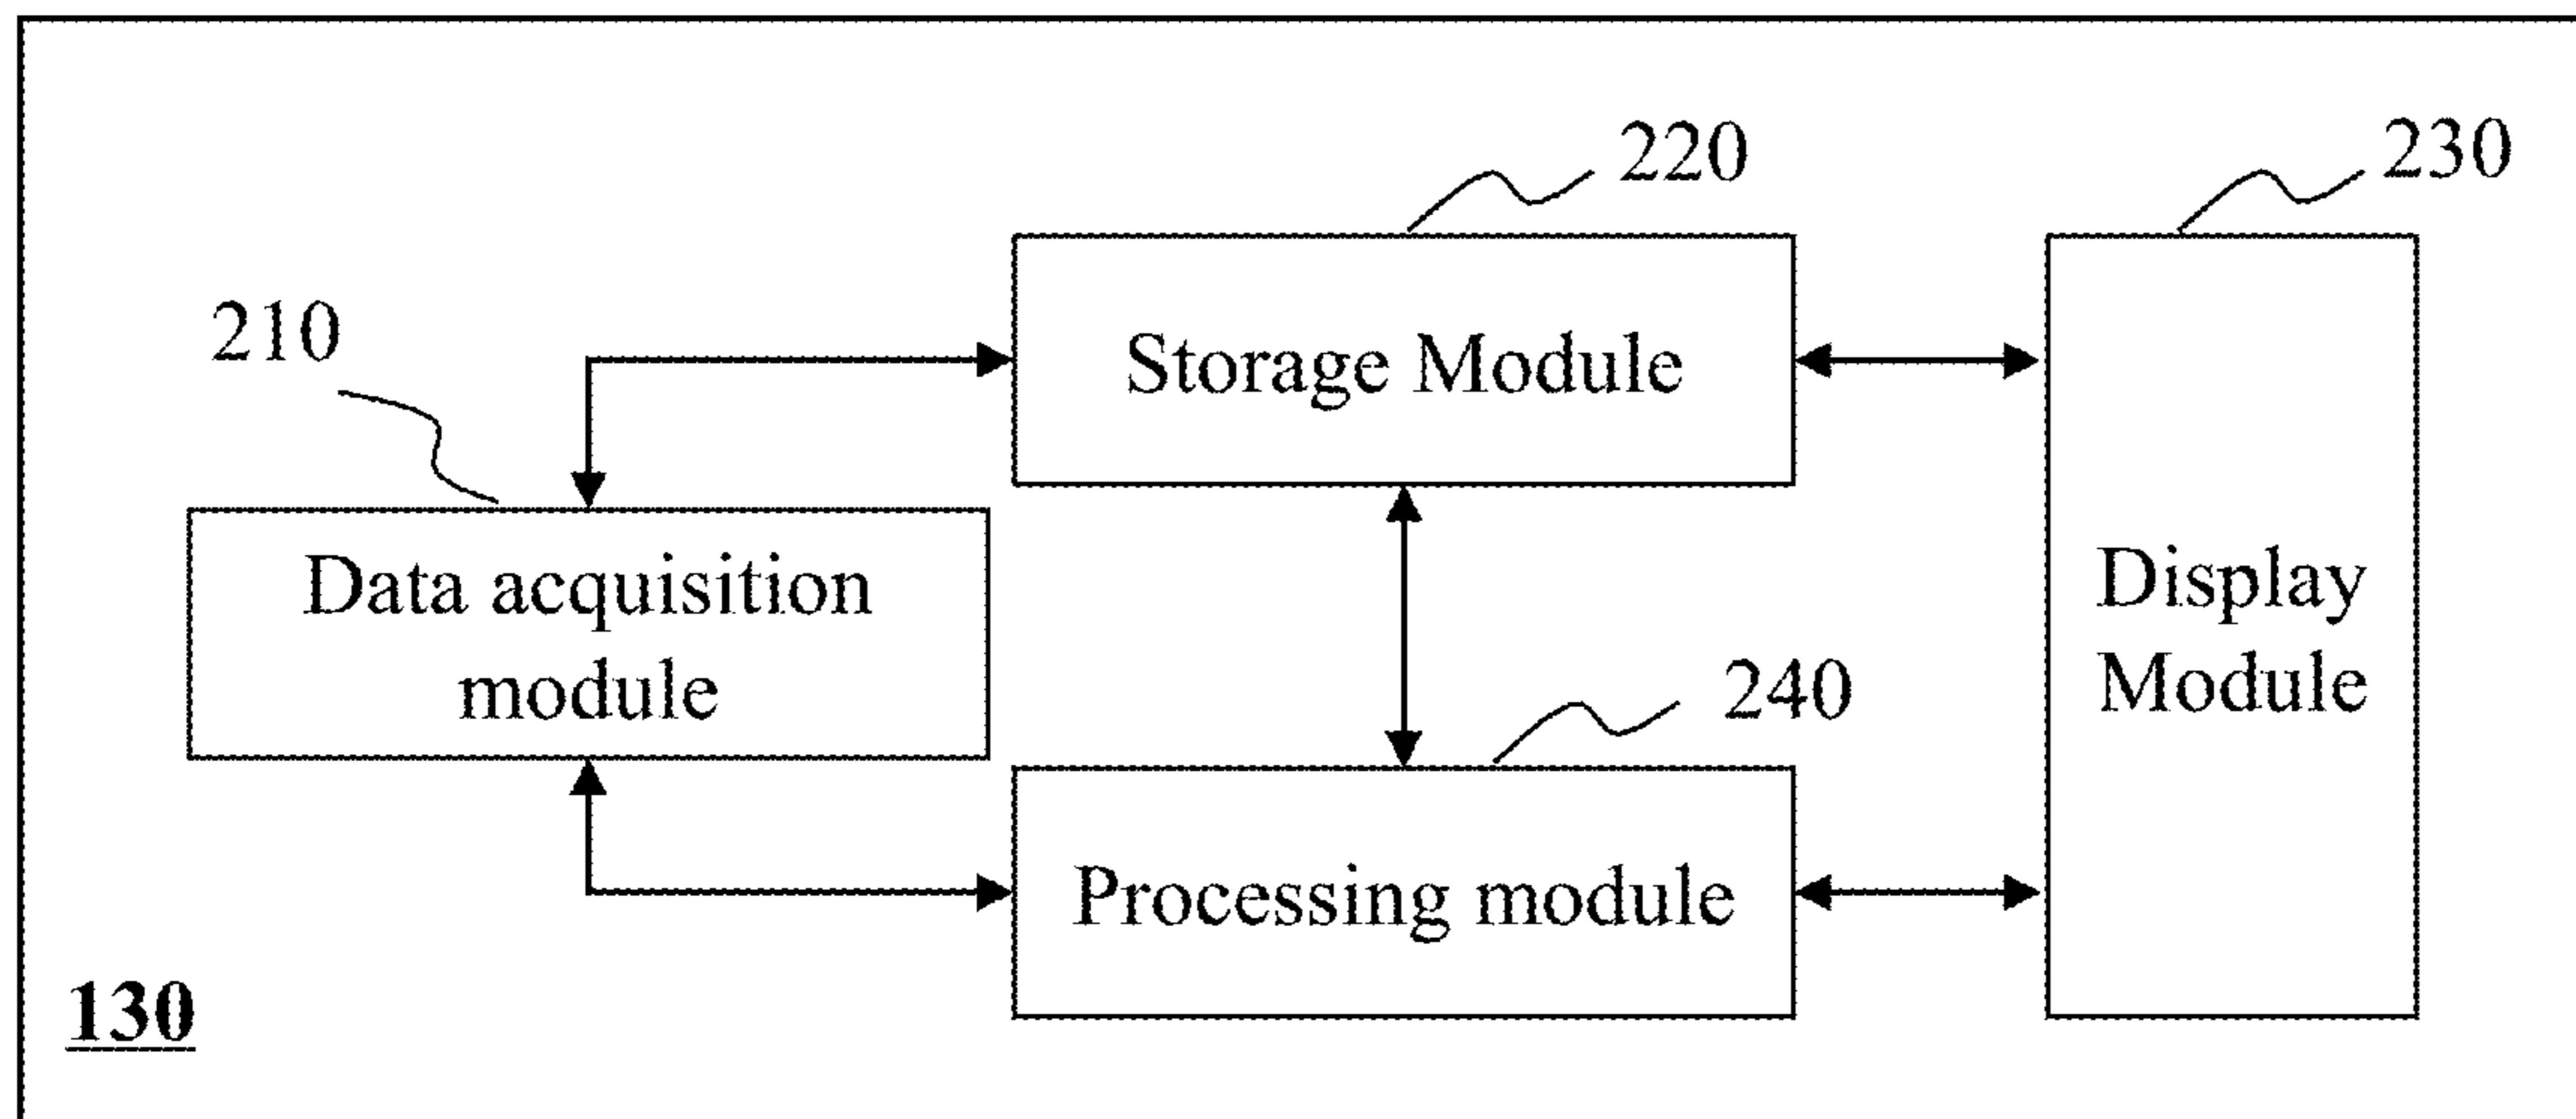 220
230
210
Storage Module
Data acquisition
module
Display
Module
240
Processing module
130